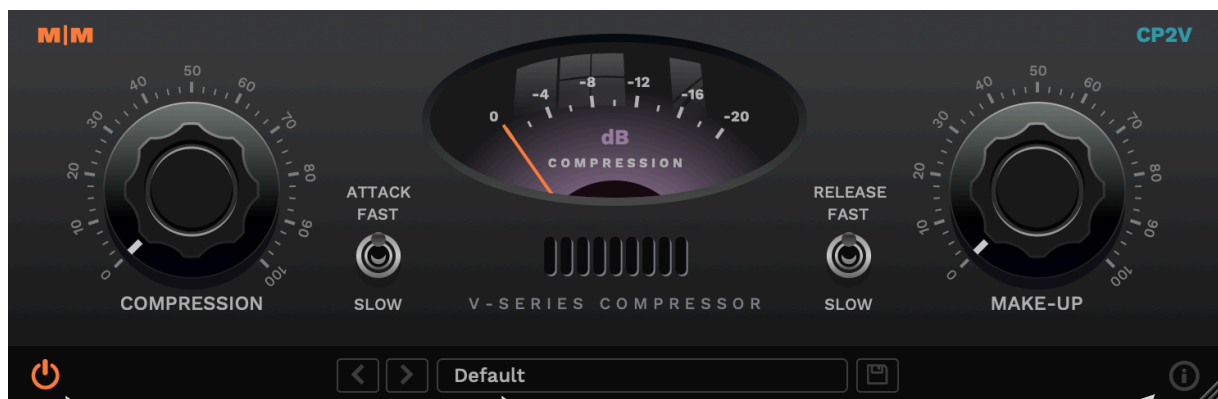 M|M
CP2V
0 10 20 30 40 50 60 70 80 90 100
COMPRESSION
ATTACK
FAST
SLOW
0 -4 -8 -12 -16 -20
dB
COMPRESSION
V-SERIES COMPRESSOR
RELEASE
FAST
SLOW
0 10 20 30 40 50 60 70 80 90 100
MAKE-UP
Default